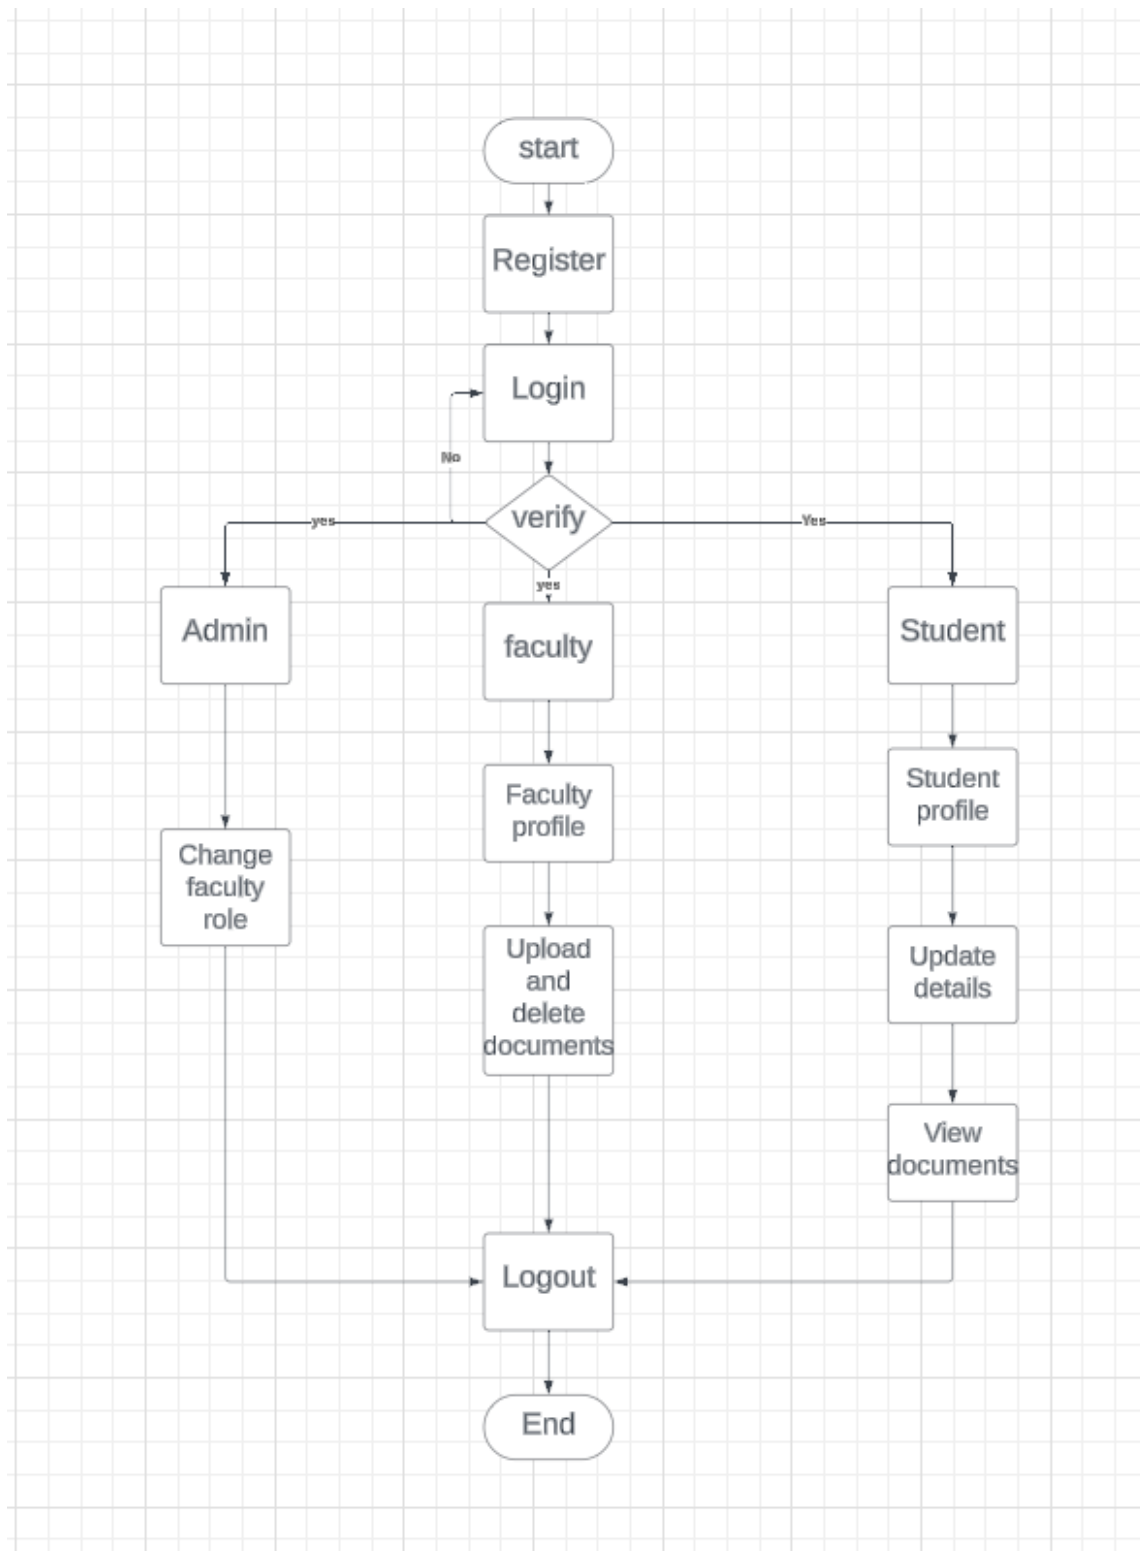 start
Register
Login
No
verify
yes
Yes
yes
Admin
faculty
Student
Faculty
profile
Student
profile
Change
faculty
role
Upload
and
delete
documents
Update
details
View
documents
Logout
End